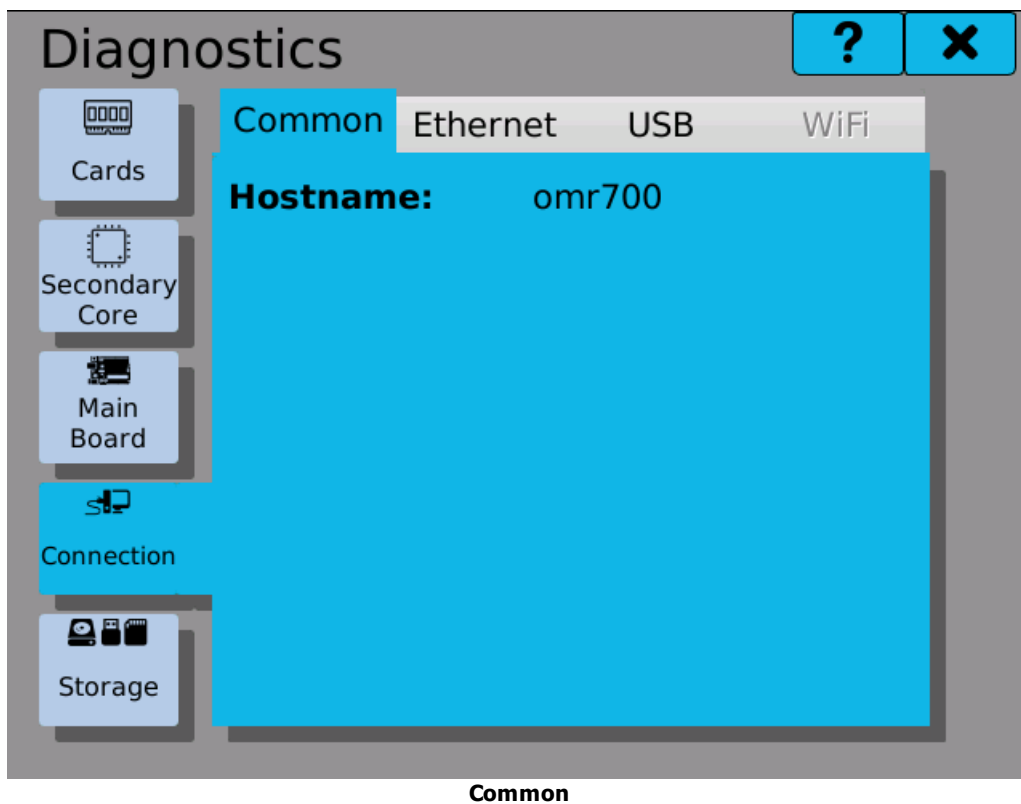 Diagnostics
?
Cards
Common Ethernet USB WiFi
Hostname: omr700
Secondary
Core
Main
Board
Connection
Storage
Common